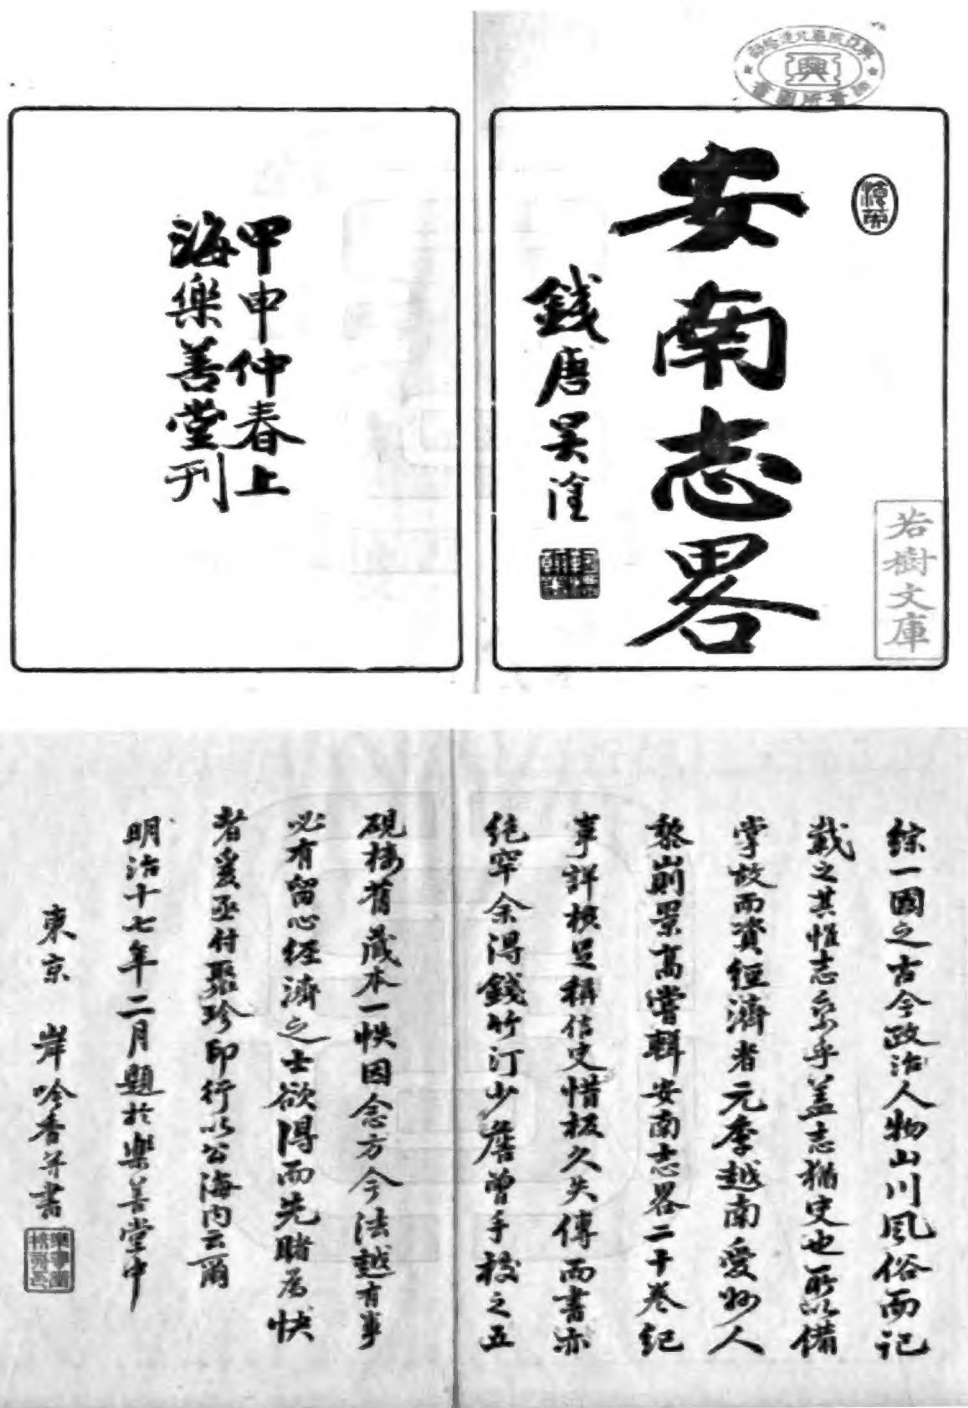 安南志畧
錢唐吴淦
若樹文庫
甲申仲春上
海樂善堂刊
綜一國之古今政治人物山川風俗而記
載之其惟志乘乎盖志猶史也所以備
掌故而資經濟者元季越南愛州人
黎崱景高嘗輯安南志畧二十卷紀
事詳核足稱信史惜板久失傳而書亦
絶罕余得錢竹汀少詹曾手校之五
硯樓舊藏本一帙因念方今法越有事
必有留心經濟之士欲得而先睹為快
者爰亟付聚珍印行以公海内云爾
明治十七年二月題於樂善堂中
東京 岸吟香并書